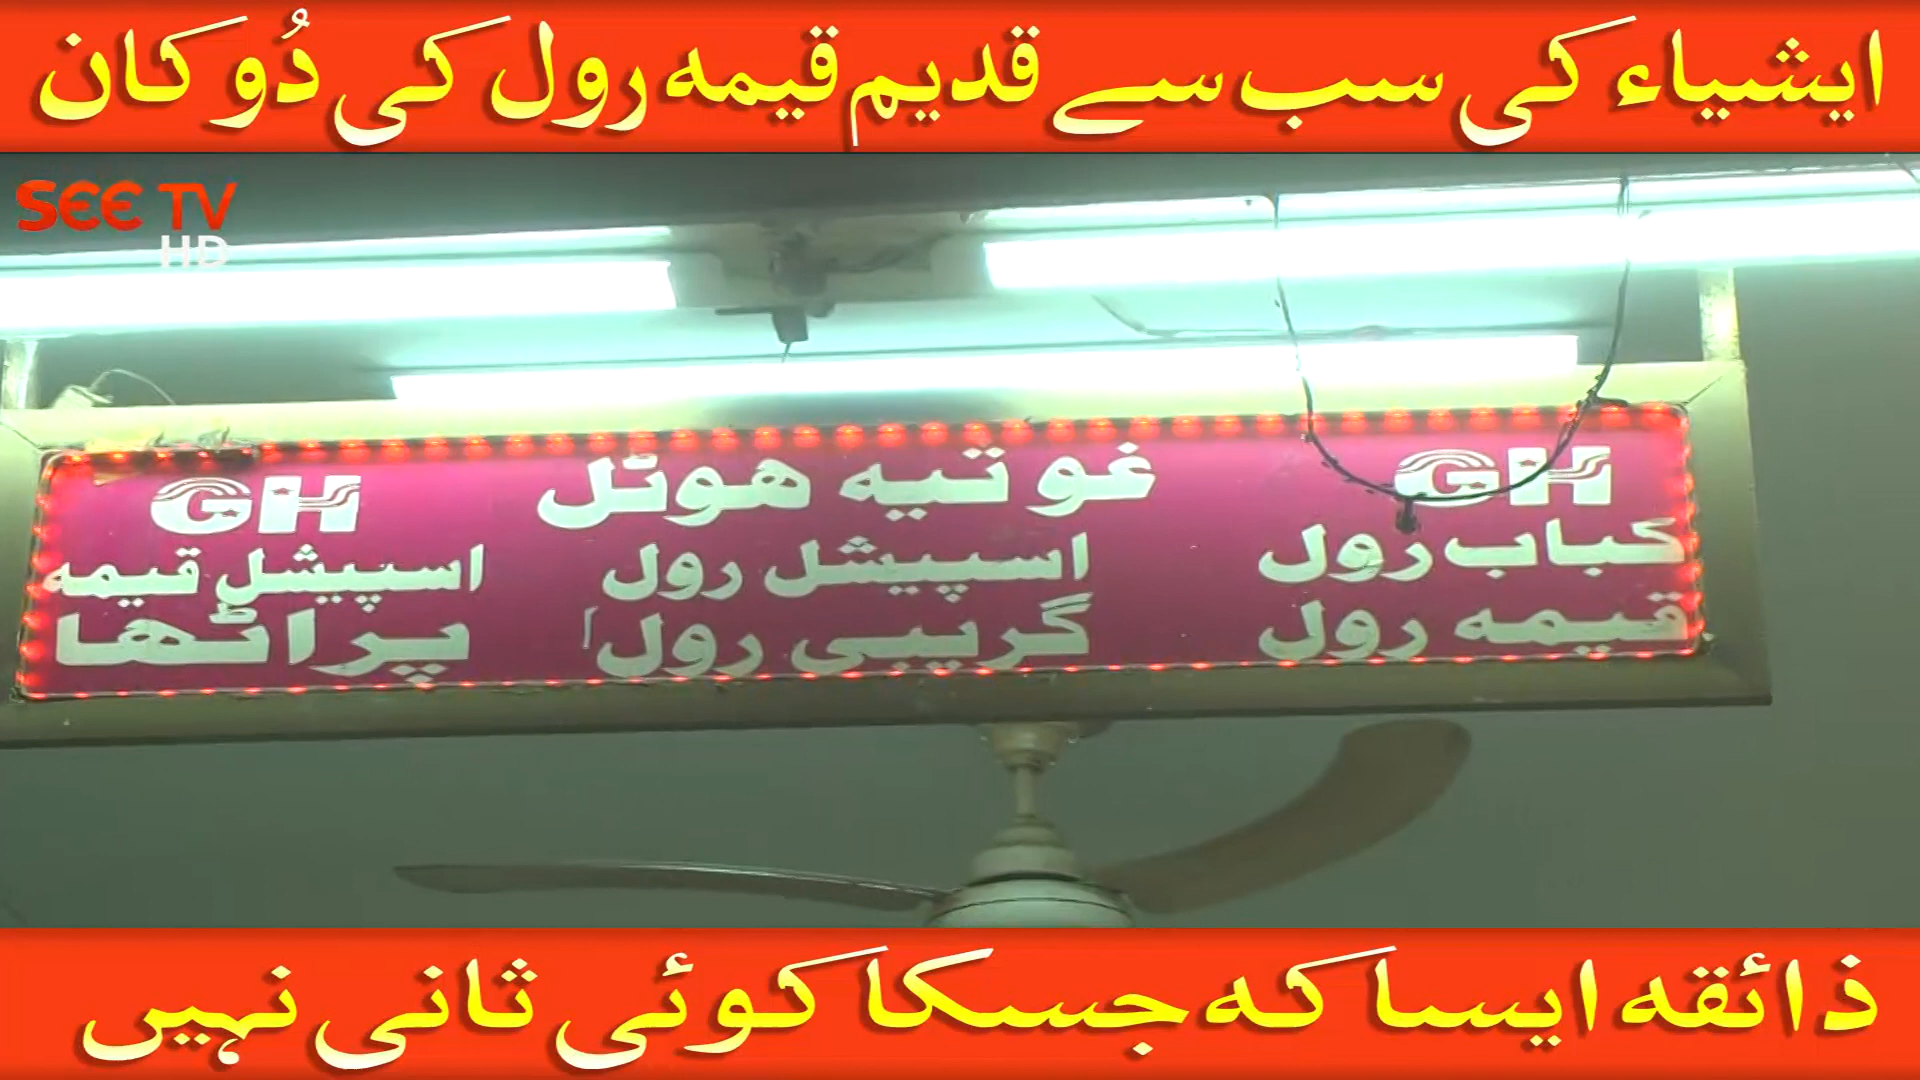 ایشیاء کی سب سے قدیم قیمہ رول کی دُوکان
SEE TV
HD
GH
غوثیہ ھوٹل
GH
کباب رول
اسپیشل رول
اسپیشل قیمہ
قیمہ رول
گریبی رول
پراٹھا
ذائقہ ایسا کہ جسکا کوئی ثانی نہیں